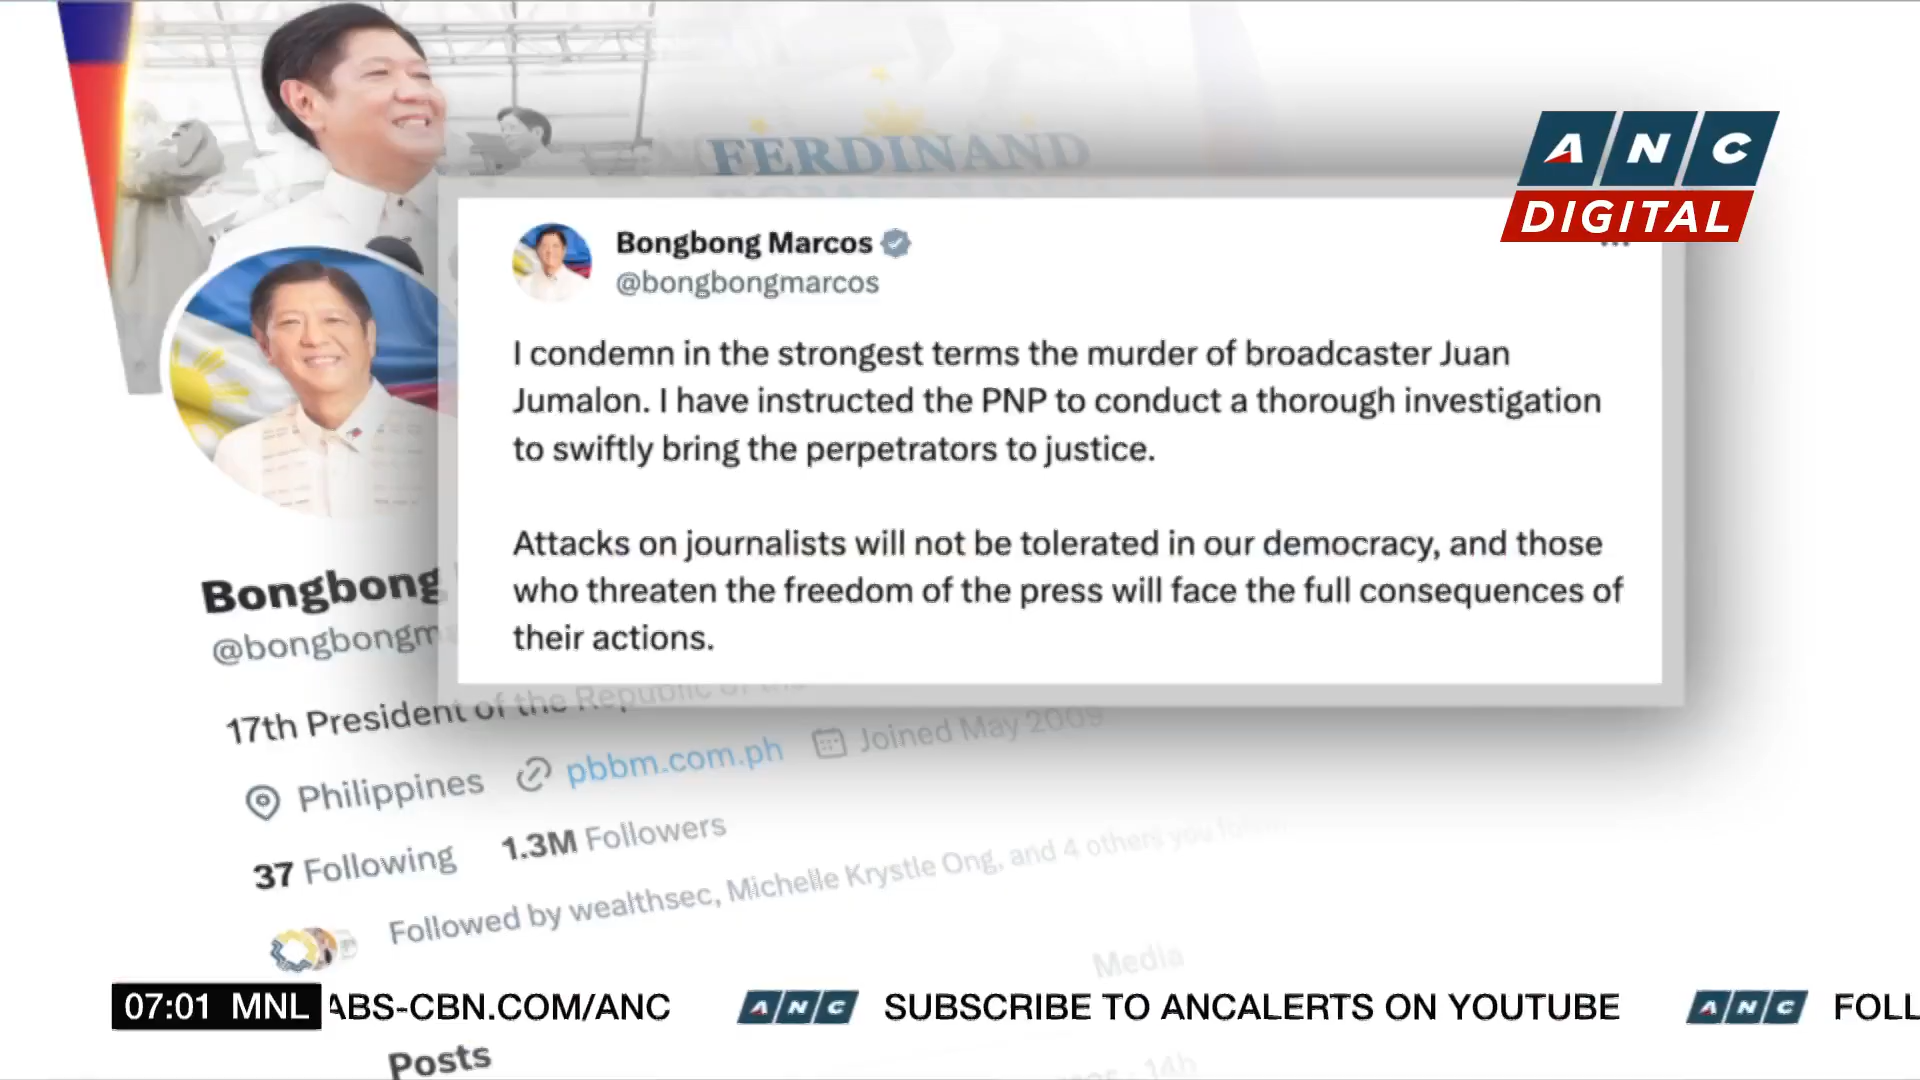 FERDINAND
ANC
DIGITAL
Bongbong Marcos
@bongbongmarcos
I condemn in the strongest terms the murder of broadcaster Juan
Jumalon. I have instructed the PNP to conduct a thorough investigation
to swiftly bring the perpetrators to justice.
Attacks on journalists will not be tolerated in our democracy, and those
who threaten the freedom of the press will face the full consequences of
their actions.
Bongbong
@bongbongm
17th President of the Republic of the
Philippines pbbm.com.ph Joined May 2009
37 Following 1.3M Followers
Followed by wealthsec, Michelle Krystle Ong, and 4 others you follow
Media
07:01 MNL ABS-CBN.COM/ANC ANC SUBSCRIBE TO ANCALERTS ON YOUTUBE ANC FOLL
Posts
14h